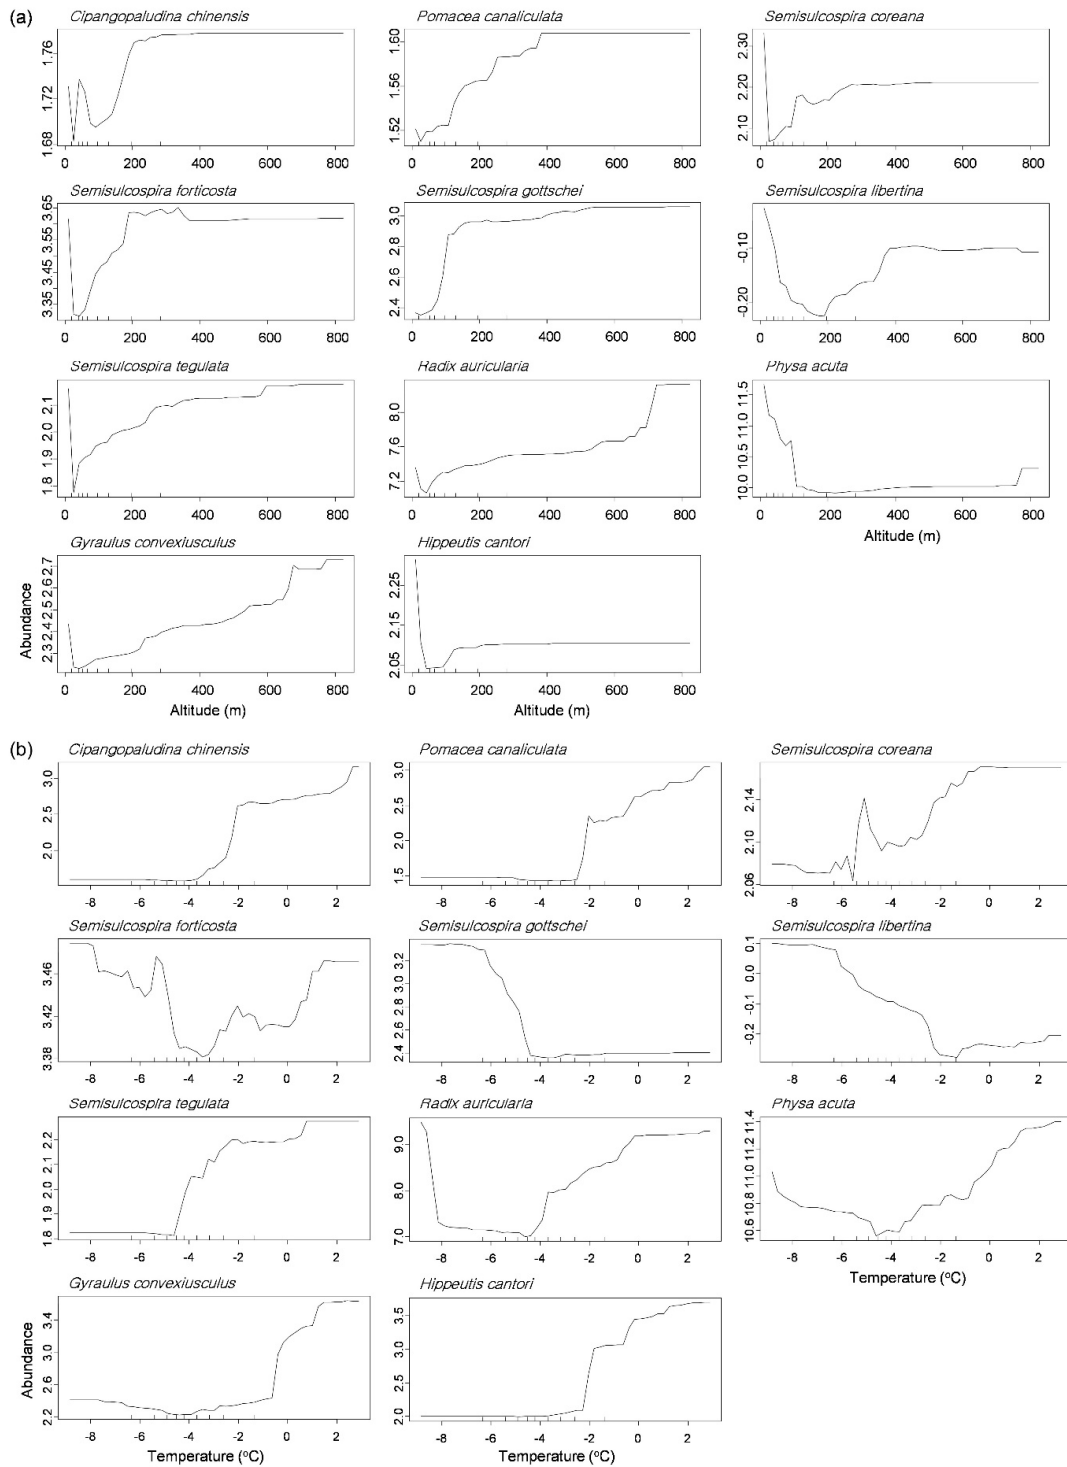 (a)
Cipangopaludina chinensis
1.76
1.72
1.68
0 200 400 600 800
Pomacea canaliculata
1.60
1.56
1.52
0 200 400 600 800
Semisulcospira coreana
2.30
2.20
2.10
0 200 400 600 800
Semisulcospira forticosta
3.65
3.55
3.45
3.35
0 200 400 600 800
Semisulcospira gottschei
3.0
2.8
2.6
2.4
0 200 400 600 800
Semisulcospira libertina
-0.10
-0.20
0 200 400 600 800
Semisulcospira tegulata
2.1
2.0
1.9
1.8
0 200 400 600 800
Radix auricularia
8.0
7.6
7.2
0 200 400 600 800
Physa acuta
11.5
11.0
10.5
10.0
0 200 400 600 800
Altitude (m)
Gyraulus convexiusculus
Abundance
2.7
2.6
2.5
2.4
2.3
0 200 400 600 800
Altitude (m)
Hippeutis cantori
2.25
2.15
2.05
0 200 400 600 800
Altitude (m)
(b)
Cipangopaludina chinensis
3.0
2.5
2.0
-8 -6 -4 -2 0 2
Pomacea canaliculata
3.0
2.5
2.0
1.5
-8 -6 -4 -2 0 2
Semisulcospira coreana
2.14
2.10
2.06
-8 -6 -4 -2 0 2
Semisulcospira forticosta
3.46
3.42
3.38
-8 -6 -4 -2 0 2
Semisulcospira gottschei
3.2
3.0
2.8
2.6
2.4
-8 -6 -4 -2 0 2
Semisulcospira libertina
0.1
0.0
-0.1
-0.2
-8 -6 -4 -2 0 2
Semisulcospira tegulata
2.2
2.1
2.0
1.9
1.8
-8 -6 -4 -2 0 2
Radix auricularia
9.0
8.0
7.0
-8 -6 -4 -2 0 2
Physa acuta
11.4
11.2
11.0
10.8
10.6
-8 -6 -4 -2 0 2
Temperature (°C)
Gyraulus convexiusculus
Abundance
3.4
3.0
2.6
2.2
-8 -6 -4 -2 0 2
Temperature (°C)
Hippeutis cantori
3.5
3.0
2.5
2.0
-8 -6 -4 -2 0 2
Temperature (°C)